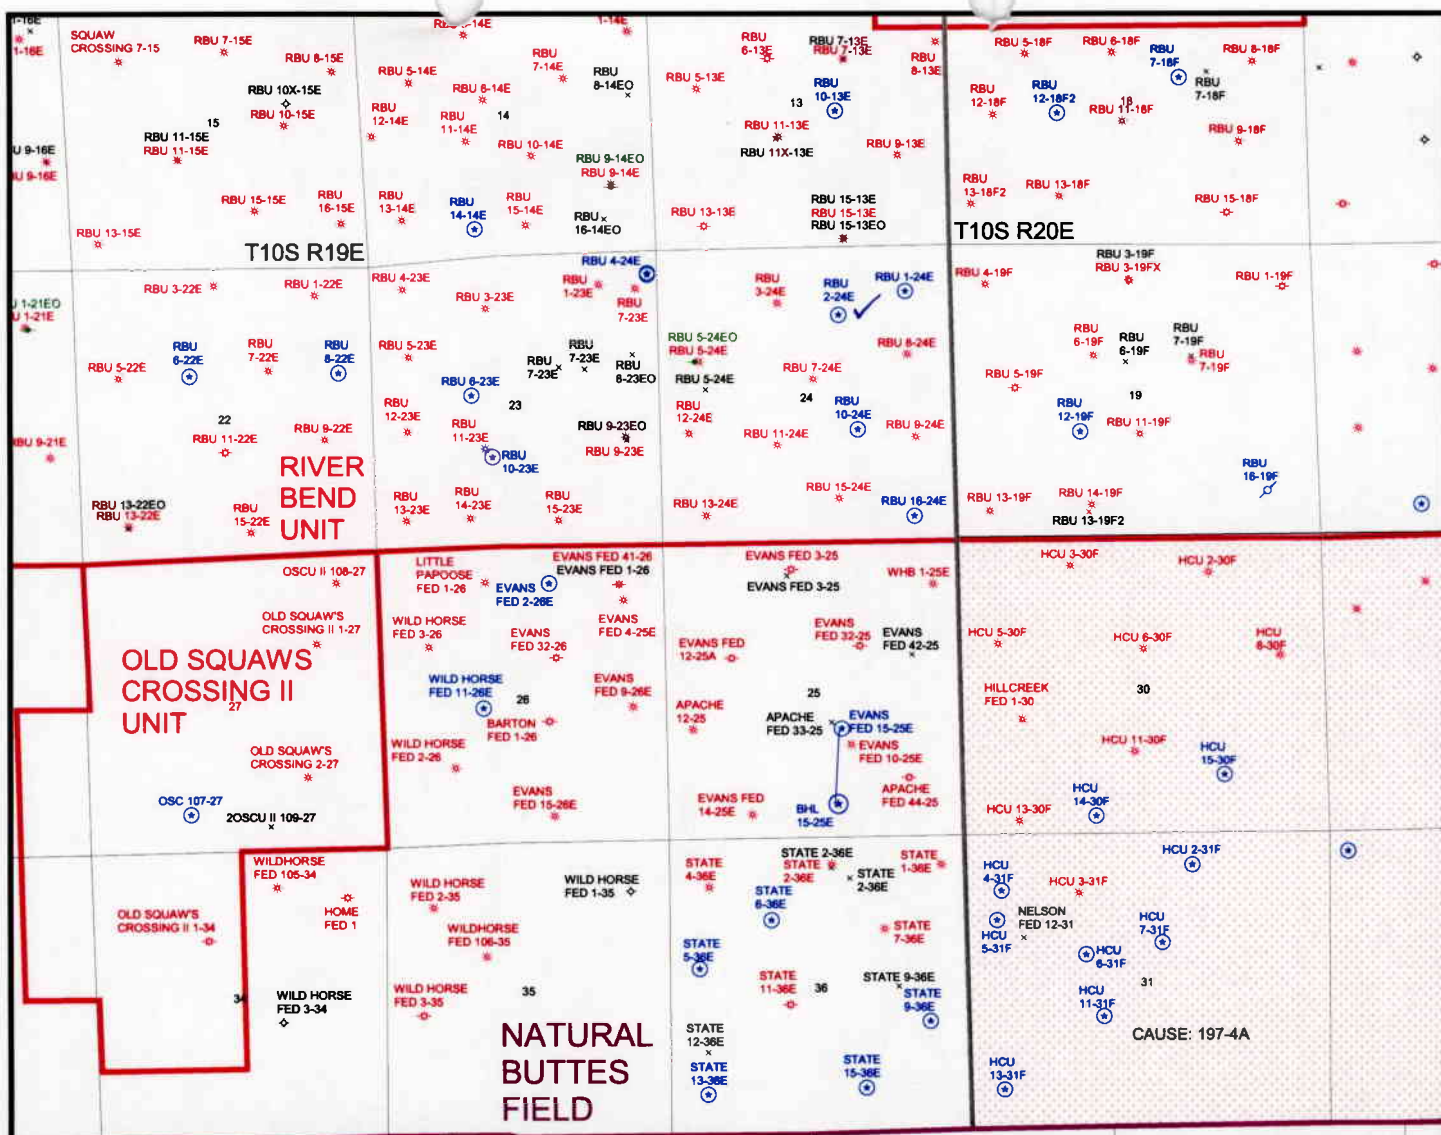 1-16E
1-16E
SQUAW
CROSSING 7-15
RBU 7-15E
RBU 8-15E
RBU 10X-15E
RBU 10-15E
15
RBU 11-15E
RBU 11-15E
U 9-16E
BU 9-16E
RBU 15-15E
RBU
16-15E
RBU 13-15E
T10S R19E
RBU 5-14E
RBU 6-14E
RBU
7-14E
1-14E
RBU
8-14EO
RBU
12-14E
RBU
11-14E
14
RBU 10-14E
RBU 9-14EO
RBU 9-14E
RBU
13-14E
RBU
14-14E
RBU
15-14E
RBU
16-14EO
RBU
6-13E
RBU 7-13E
RBU 7-13E
RBU
8-13E
RBU 5-13E
13
RBU
10-13E
RBU 11-13E
RBU 11X-13E
RBU 9-13E
RBU 13-13E
RBU 15-13E
RBU 15-13E
RBU 15-13EO
RBU 5-18F
RBU 6-18F
RBU
7-18F
RBU 8-18F
RBU
7-18F
RBU
12-18F
RBU
12-18F2
18
RBU 11-18F
RBU 9-18F
RBU
13-18F2
RBU 13-18F
RBU 15-18F
T10S R20E
U 1-21EO
U 1-21E
RBU 3-22E
RBU 1-22E
RBU 5-22E
RBU
6-22E
RBU
7-22E
RBU
8-22E
22
RBU 11-22E
RBU 9-22E
RBU 9-21E
RBU 13-22EO
RBU 13-22E
RBU
15-22E
RIVER
BEND
UNIT
RBU 4-23E
RBU 3-23E
RBU 4-24E
RBU
1-23E
RBU
7-23E
RBU 5-23E
RBU 6-23E
RBU
7-23E
RBU
7-23E
RBU
8-23EO
RBU
12-23E
23
RBU
11-23E
RBU
10-23E
RBU 9-23EO
RBU 9-23E
RBU
13-23E
RBU
14-23E
RBU
15-23E
RBU
3-24E
RBU
2-24E
RBU 1-24E
RBU 5-24EO
RBU 5-24E
RBU 5-24E
RBU 8-24E
RBU 7-24E
24
RBU
12-24E
RBU
10-24E
RBU 11-24E
RBU 9-24E
RBU 13-24E
RBU 15-24E
RBU 16-24E
RBU 4-19F
RBU 3-19F
RBU 3-19FX
RBU 1-19F
RBU
6-19F
RBU
6-19F
RBU
7-19F
RBU
7-19F
RBU 5-19F
19
RBU
12-19F
RBU 11-19F
RBU
16-19F
RBU 13-19F
RBU 14-19F
RBU 13-19F2
OSCU II 108-27
OLD SQUAW'S
CROSSING II 1-27
OLD SQUAWS
CROSSING II
UNIT
27
OLD SQUAW'S
CROSSING 2-27
OSC 107-27
2OSCU II 109-27
LITTLE
PAPOOSE
FED 1-26
EVANS FED 41-26
EVANS FED 1-26
EVANS
FED 2-26E
WILD HORSE
FED 3-26
EVANS
FED 32-26
EVANS
FED 4-25E
WILD HORSE
FED 11-26E
26
EVANS
FED 9-26E
BARTON
FED 1-26
WILD HORSE
FED 2-26
EVANS
FED 15-26E
EVANS FED 3-25
EVANS FED 3-25
WHB 1-25E
EVANS FED
12-25A
EVANS
FED 32-25
EVANS
FED 42-25
25
APACHE
12-25
APACHE
FED 33-25
EVANS
FED 15-25E
EVANS
FED 10-25E
EVANS FED
14-25E
BHL
15-25E
APACHE
FED 44-25
HCU 3-30F
HCU 2-30F
HCU 5-30F
HCU 6-30F
HCU
8-30F
HILLCREEK
FED 1-30
30
HCU 11-30F
HCU
15-30F
HCU 13-30F
HCU
14-30F
WILDHORSE
FED 105-34
HOME
FED 1
OLD SQUAW'S
CROSSING II 1-34
34
WILD HORSE
FED 3-34
WILD HORSE
FED 2-35
WILD HORSE
FED 1-35
WILDHORSE
FED 106-35
WILD HORSE
FED 3-35
35
NATURAL
BUTTES
FIELD
STATE
4-36E
STATE 2-36E
STATE
2-36E
STATE
2-36E
STATE
1-36E
STATE
6-36E
STATE
7-36E
STATE
5-36E
STATE
11-36E
36
STATE 9-36E
STATE
9-36E
STATE
12-36E
STATE
13-36E
STATE
15-36E
HCU
4-31F
HCU 3-31F
HCU 2-31F
NELSON
FED 12-31
HCU
5-31F
HCU
7-31F
HCU
6-31F
31
HCU
11-31F
CAUSE: 197-4A
HCU
13-31F